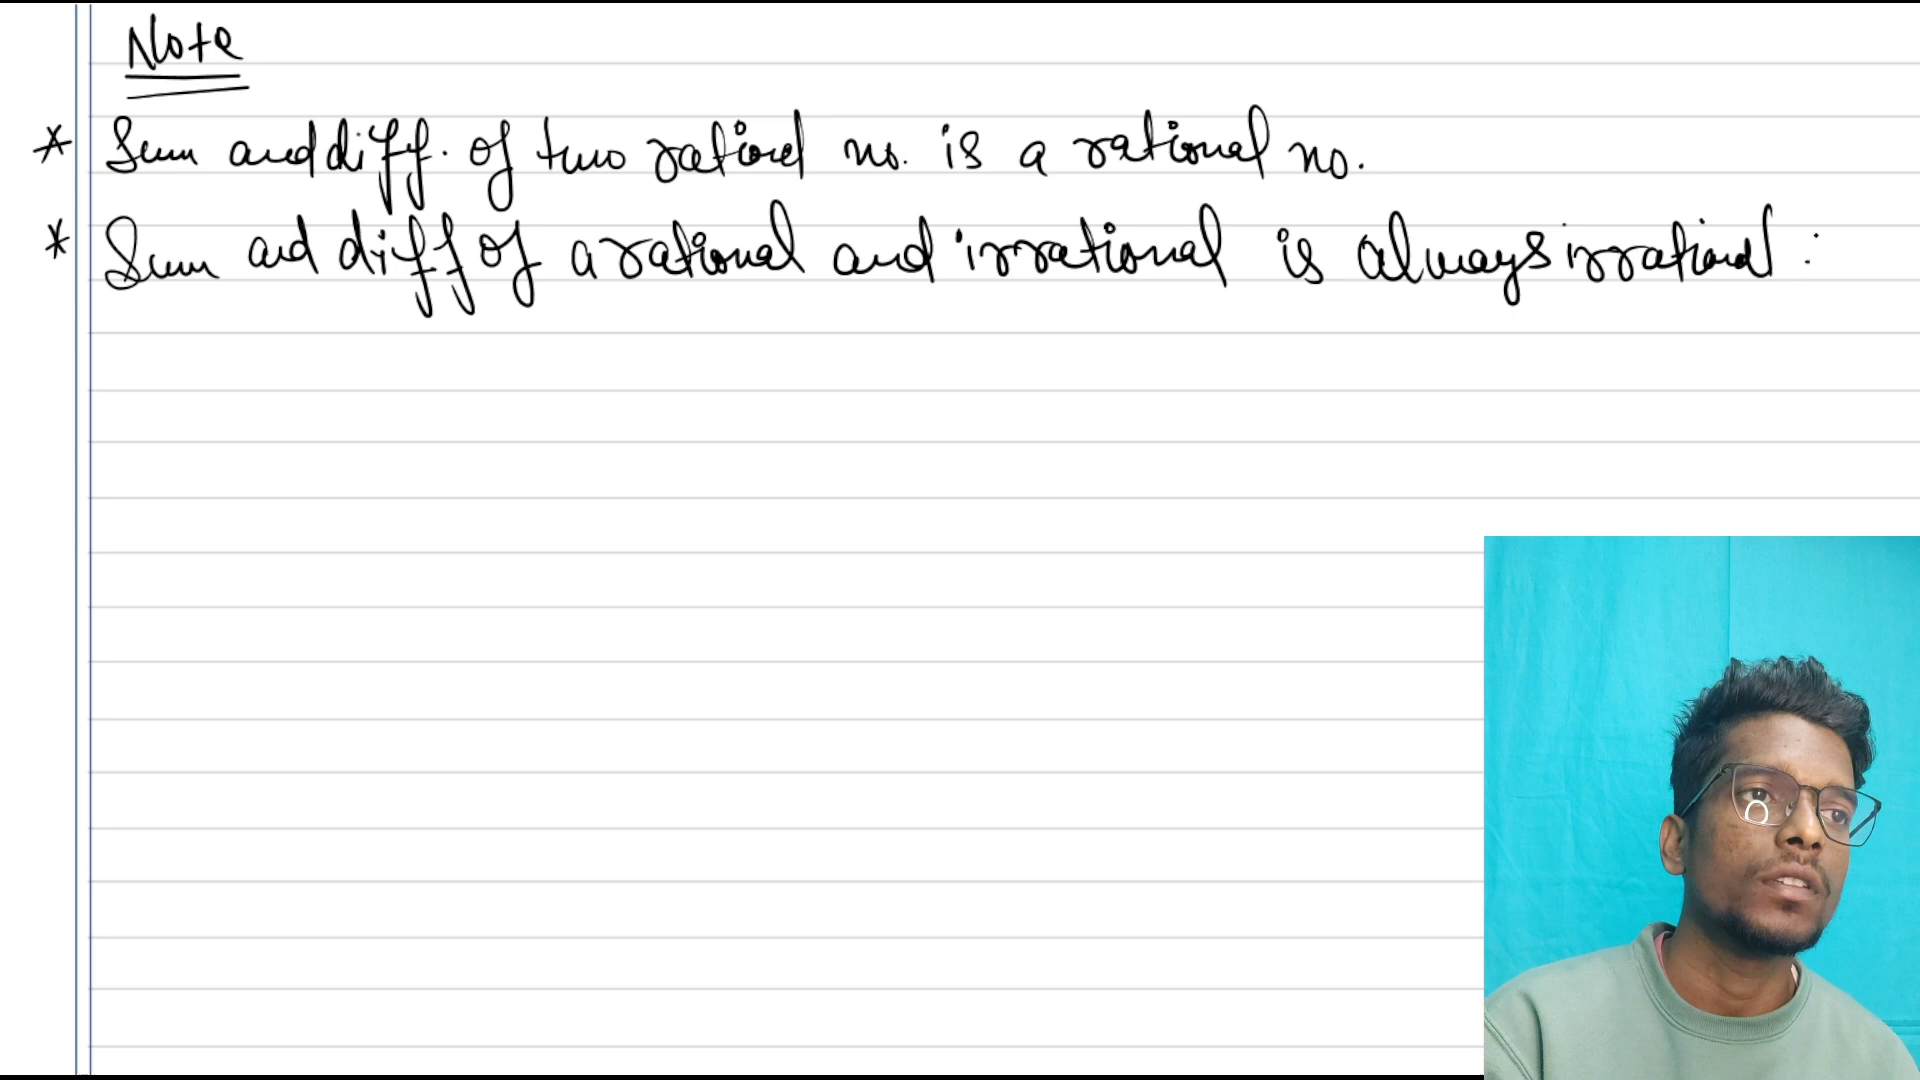 Note
* Sum and diff. of two rational no. is a rational no.
* Sum and diff of a rational and irrational is always irrational :